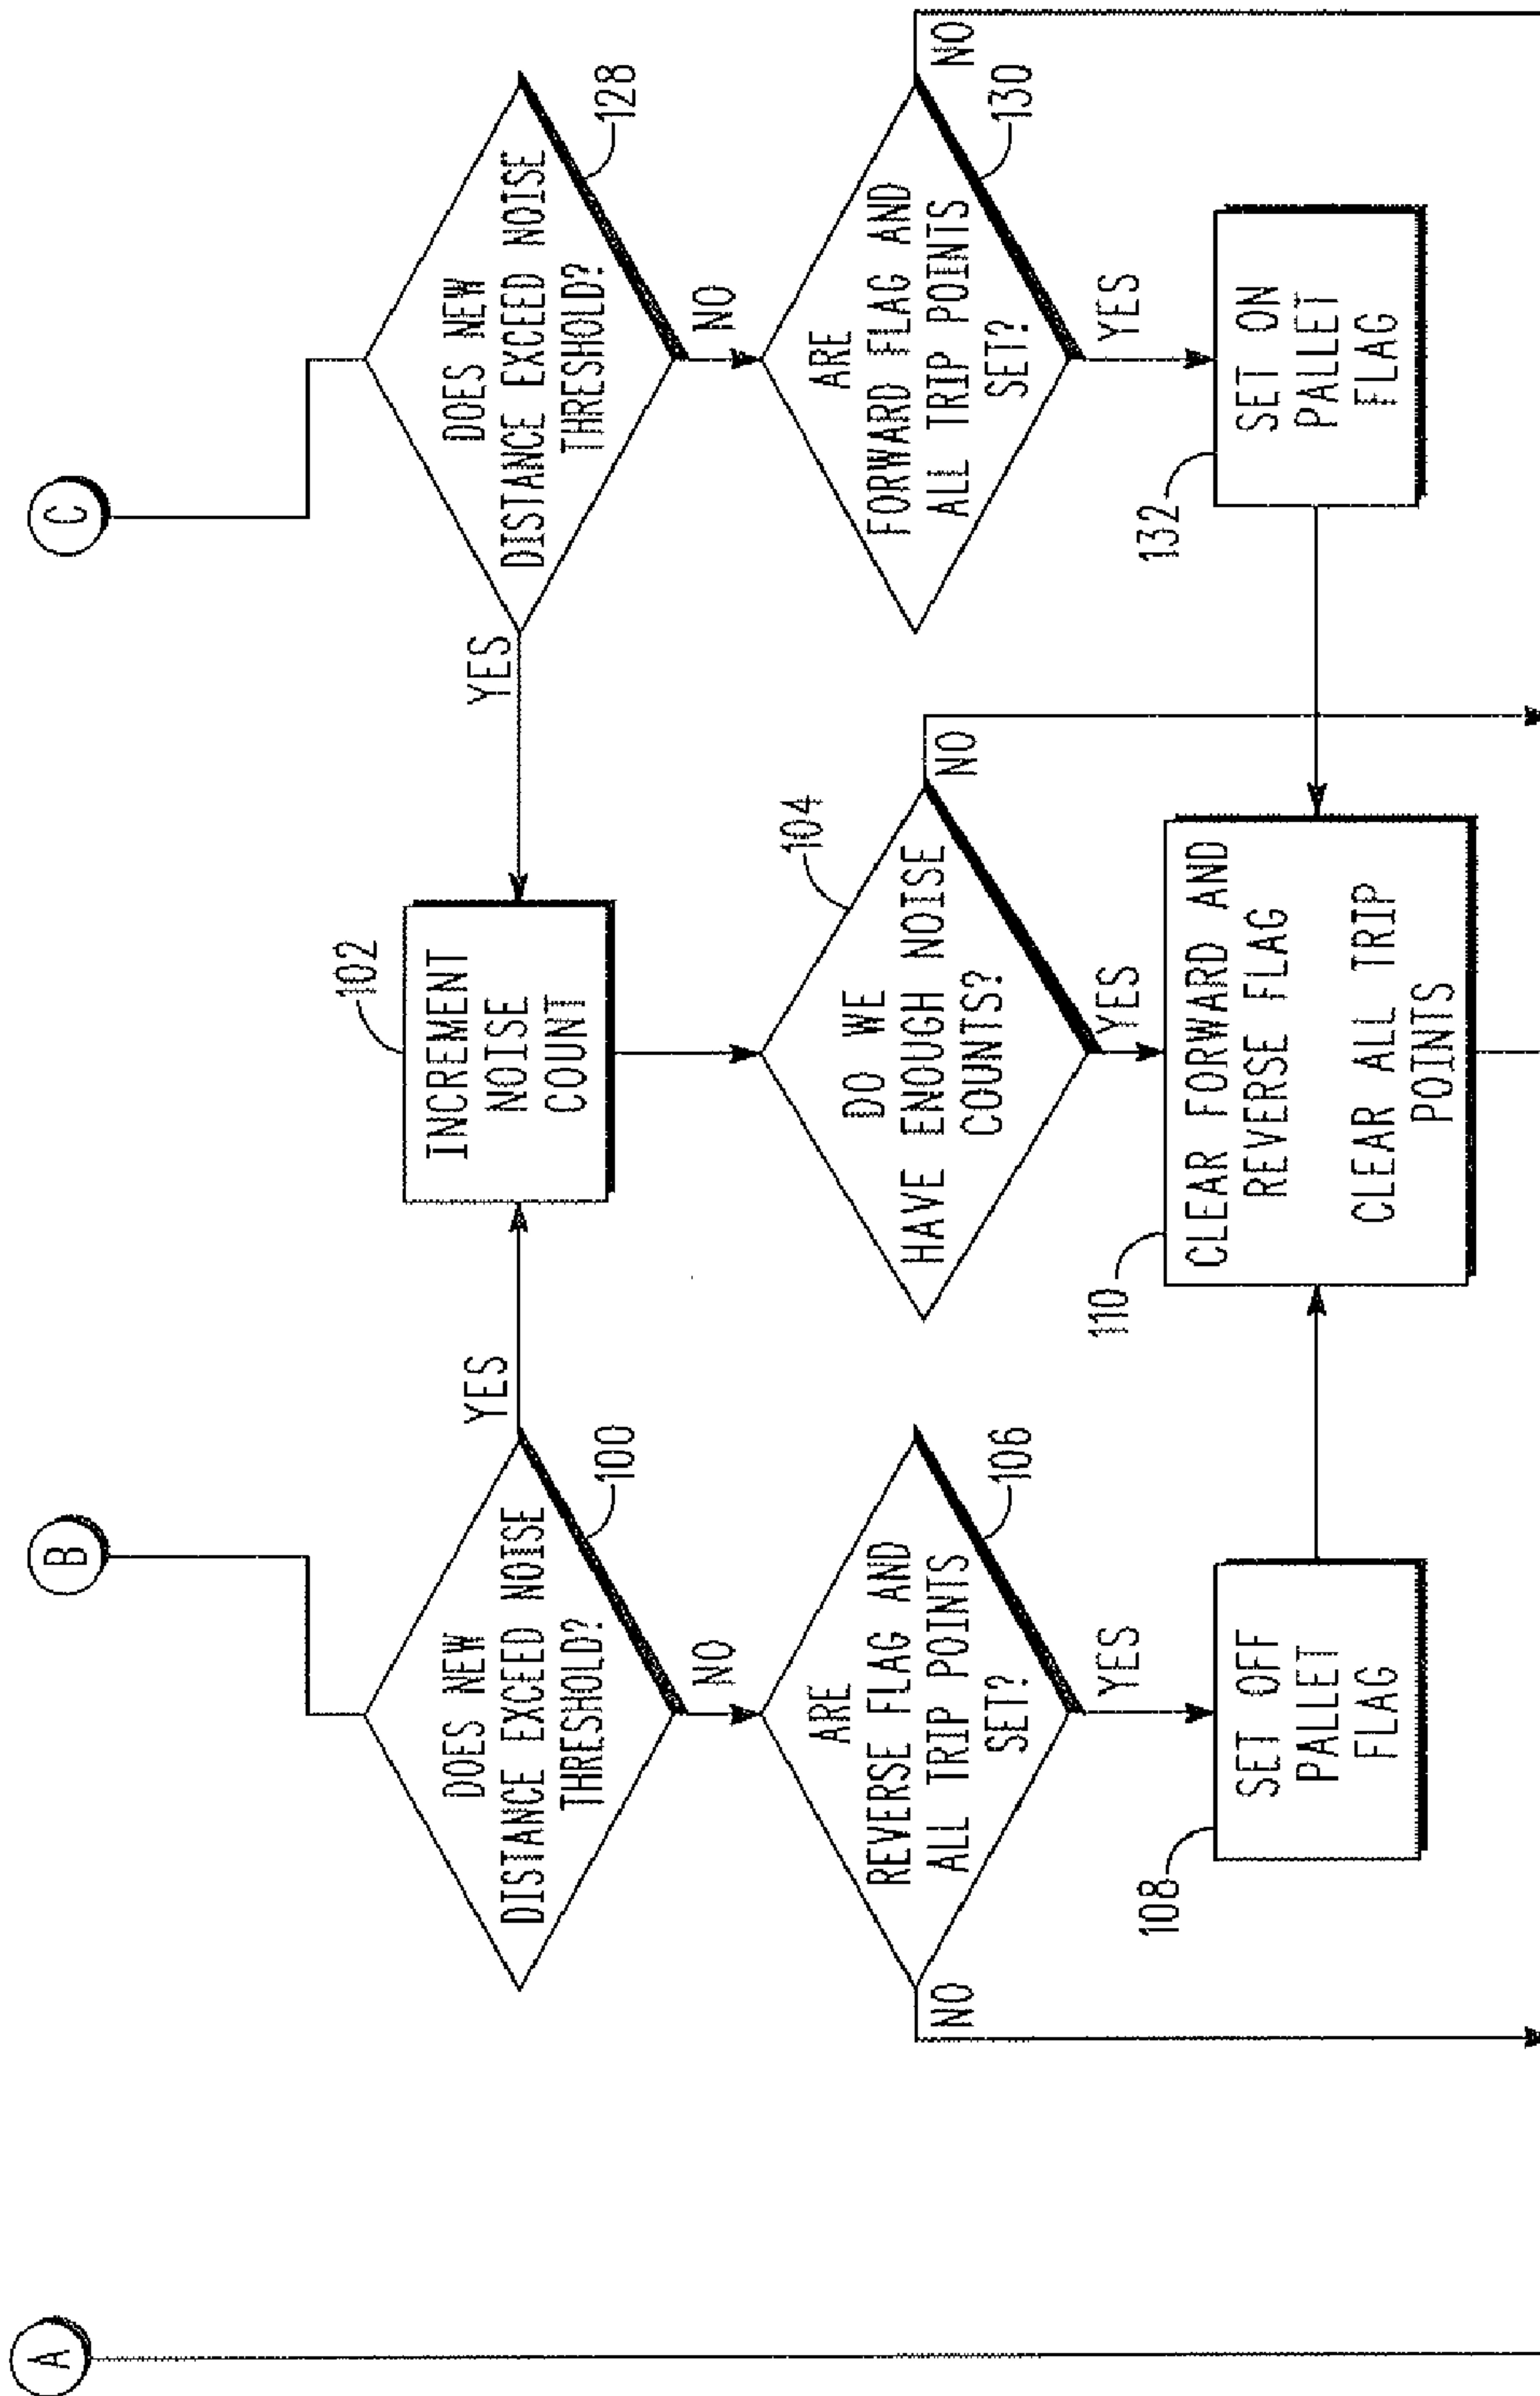 A
B
C
DOES NEW
DISTANCE EXCEED NOISE
THRESHOLD?
100
YES
NO
INCREMENT
NOISE
COUNT
102
DOES NEW
DISTANCE EXCEED NOISE
THRESHOLD?
128
YES
NO
ARE
REVERSE FLAG AND
ALL TRIP POINTS
SET?
106
NO
YES
DO WE
HAVE ENOUGH NOISE
COUNTS?
104
NO
YES
ARE
FORWARD FLAG AND
ALL TRIP POINTS
SET?
130
NO
YES
108
SET OFF
PALLET
FLAG
110
CLEAR FORWARD AND
REVERSE FLAG
CLEAR ALL TRIP
POINTS
132
SET ON
PALLET
FLAG